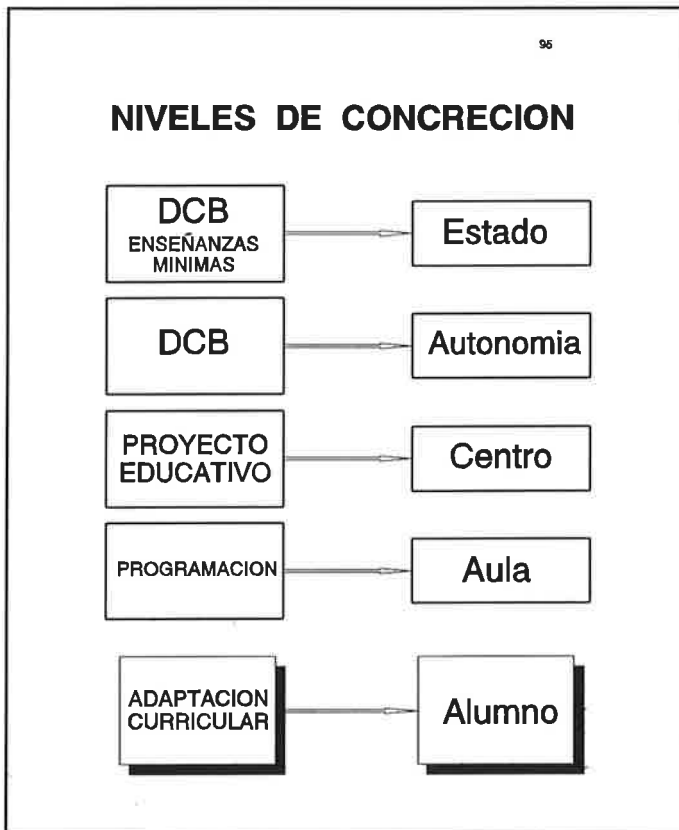 95
NIVELES DE CONCRECION
DCB
ENSEÑANZAS
MINIMAS
Estado
DCB
Autonomia
PROYECTO
EDUCATIVO
Centro
PROGRAMACION
Aula
ADAPTACION
CURRICULAR
Alumno